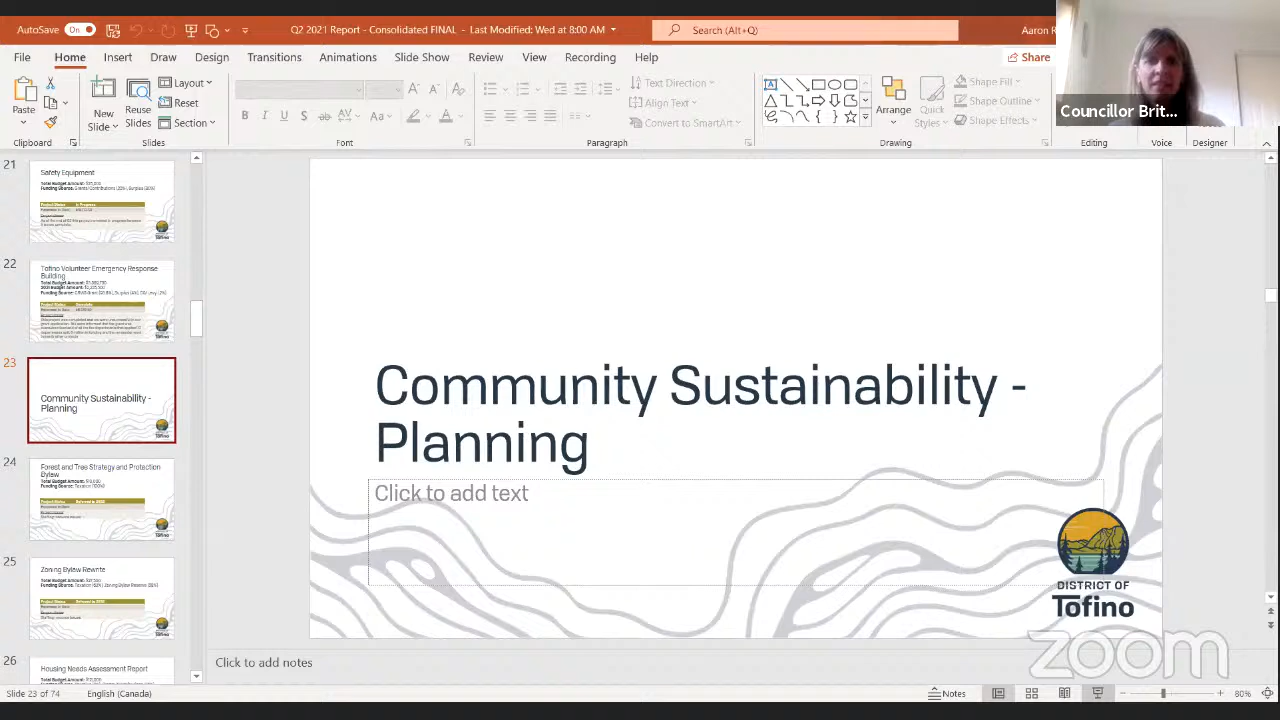 AutoSave On Q2 2021 Report - Consolidated FINAL - Last Modified: Wed at 8:00 AM Search (Alt+Q) Aaron R
File Home Insert Draw Design Transitions Animations Slide Show Review View Recording Help Share
Councillor Brit...
Paste New Slide Reuse Slides Layout Reset Section
Text Direction Align Text Convert to SmartArt
Arrange Quick Styles Shape Fill Shape Outline Shape Effects
Clipboard Slides Font Paragraph Drawing Editing Voice Designer
21
Safety Equipment
22
Tofino Volunteer Emergency Response
Building
23
Community Sustainability -
Planning
24
Forest and Tree Strategy and Protection
Bylaw
25
Zoning Bylaw Rewrite
26
Housing Needs Assessment Report
Community Sustainability -
Planning
Click to add text
DISTRICT OF
Tofino
zoom
Click to add notes
Slide 23 of 74 English (Canada) Notes 80%